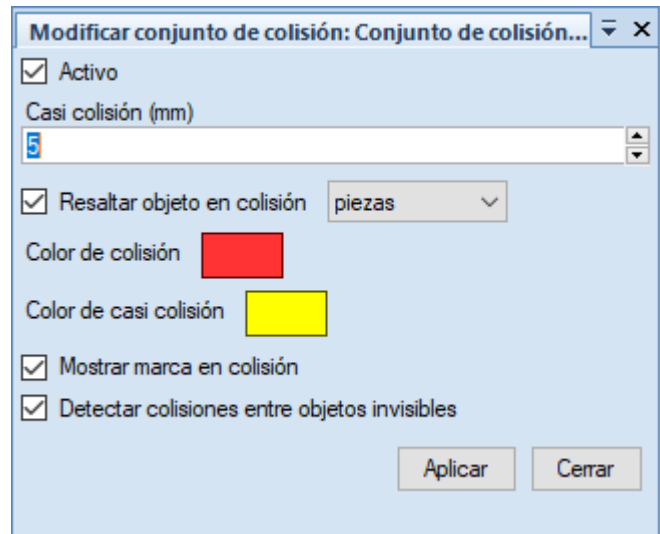 Modificar conjunto de colisión: Conjunto de colisión...
Activo
Casi colisión (mm)
5
Resaltar objeto en colisión piezas
Color de colisión
Color de casi colisión
Mostrar marca en colisión
Detectar colisiones entre objetos invisibles
Aplicar Cerrar